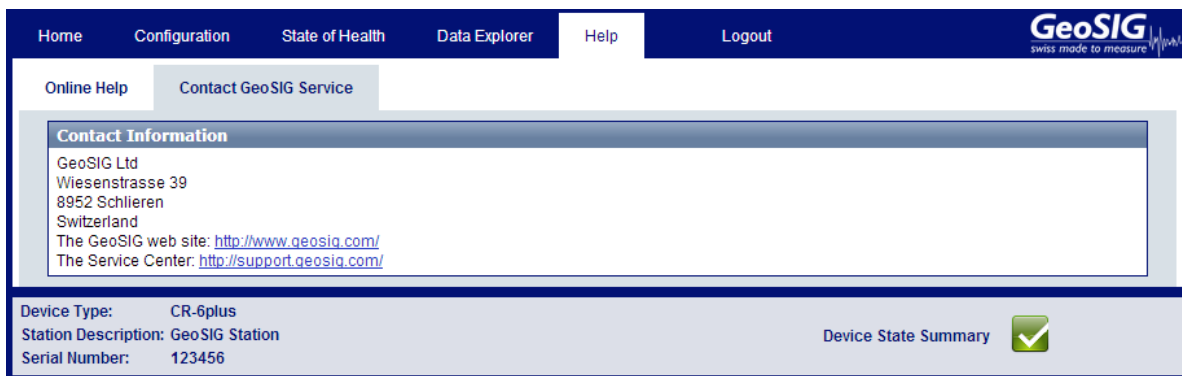 Home Configuration State of Health Data Explorer Help Logout GeoSIG
swiss made to measure
Online Help Contact GeoSIG Service
Contact Information
GeoSIG Ltd
Wiesenstrasse 39
8952 Schlieren
Switzerland
The GeoSIG web site: http://www.geosig.com/
The Service Center: http://support.geosig.com/
Device Type: CR-6plus
Station Description: GeoSIG Station
Device State Summary
Serial Number: 123456